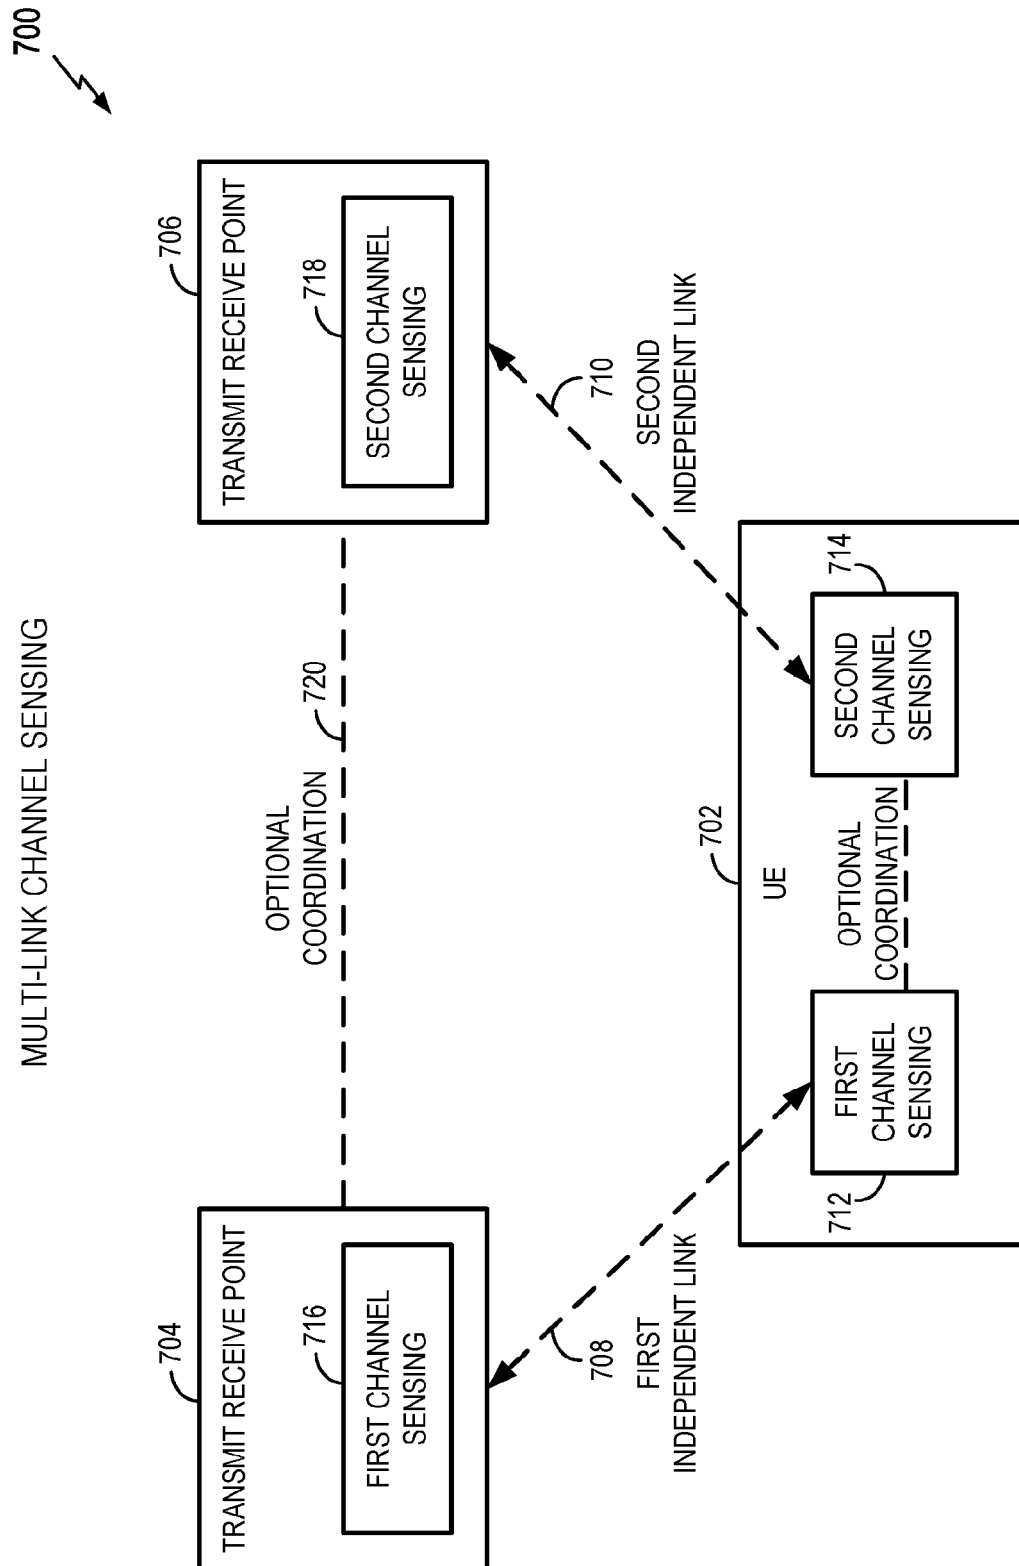 MULTI-LINK CHANNEL SENSING
700
704
TRANSMIT RECEIVE POINT
716
FIRST CHANNEL
SENSING
OPTIONAL
COORDINATION
720
706
TRANSMIT RECEIVE POINT
718
SECOND CHANNEL
SENSING
708
FIRST
INDEPENDENT LINK
710
SECOND
INDEPENDENT LINK
702
UE
712
FIRST
CHANNEL
SENSING
OPTIONAL
COORDINATION
714
SECOND
CHANNEL
SENSING